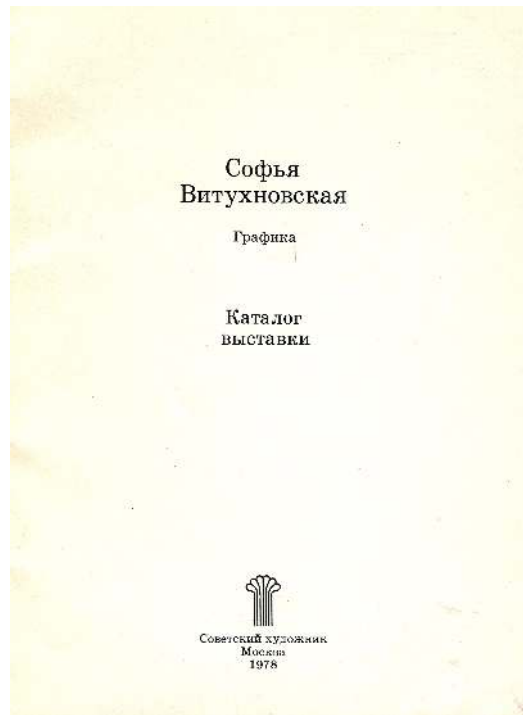 Софья
Витухновская
Графика
Каталог
выставки
Советский художник
Москва
1978